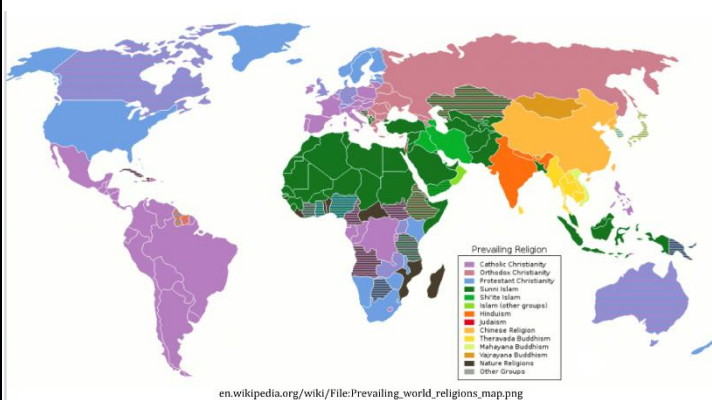 Prevailing Religion
Catholic Christianity
Orthodox Christianity
Protestant Christianity
Sunni Islam
Shi'ite Islam
Islam (other groups)
Hinduism
Judaism
Chinese Religion
Theravada Buddhism
Mahayana Buddhism
Vajrayana Buddhism
Nature Religions
Other Groups
en.wikipedia.org/wiki/File:Prevailing_world_religions_map.png